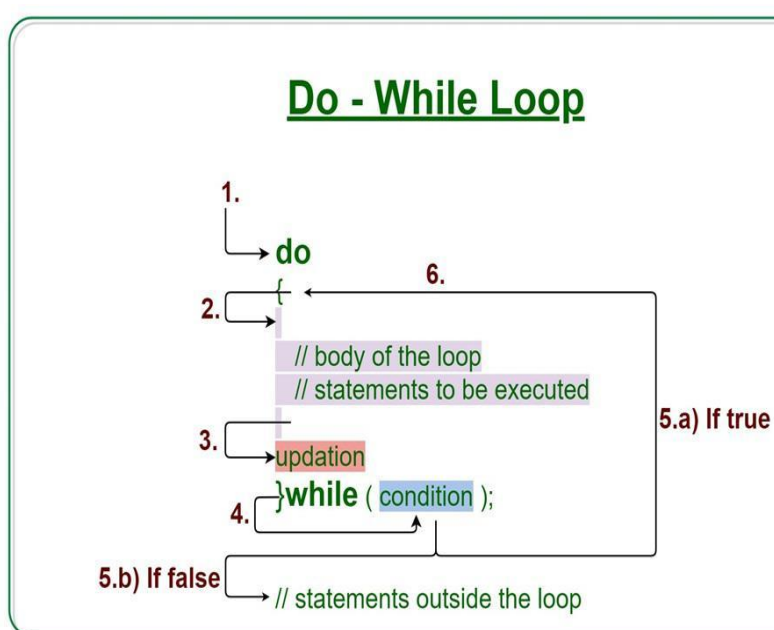 Do - While Loop
1.
do
{
6.
2.
// body of the loop
// statements to be executed
5.a) If true
3.
updation
}while ( condition );
4.
5.b) If false
// statements outside the loop